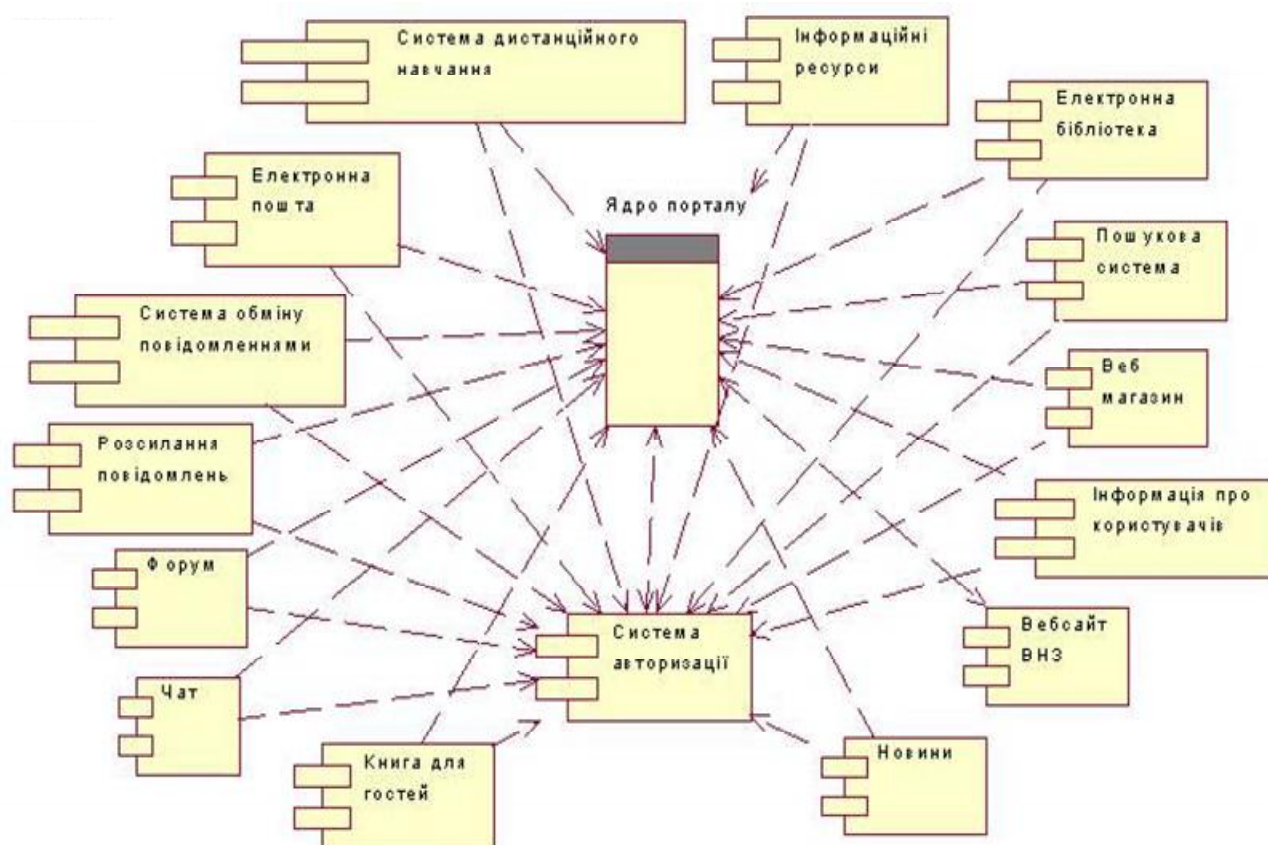 Система дистанційного
навчання
Інформаційні
ресурси
Електронна
бібліотека
Електронна
пошта
Ядро порталу
Пошукова
система
Система обміну
повідомленнями
Веб
магазин
Розсилання
повідомлень
Інформація про
користувачів
Форум
Система
авторизації
Вебсайт
ВНЗ
Чат
Книга для
гостей
Новини